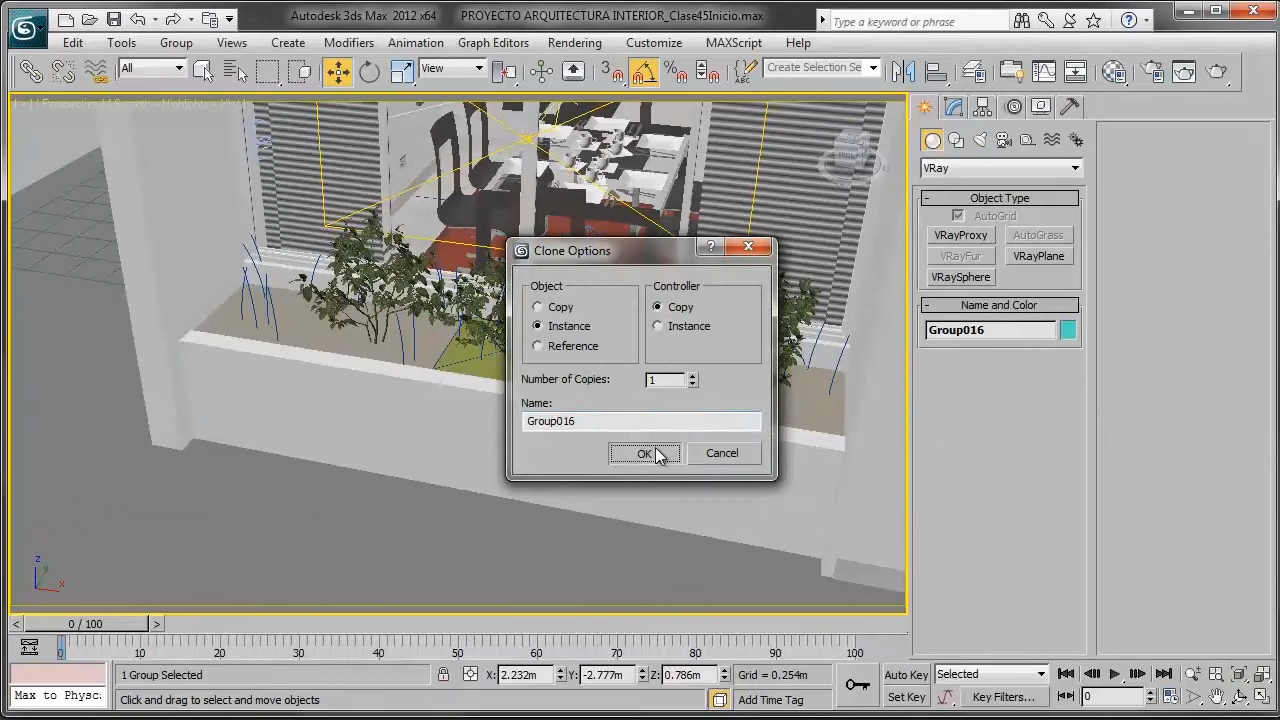 Autodesk 3ds Max 2012 x64 PROYECTO ARQUITECTURA INTERIOR_Clase45Inicio.max
Type a keyword or phrase
Edit Tools Group Views Create Modifiers Animation Graph Editors Rendering Customize MAXScript Help
All View 3 Create Selection Se
VRay
- Object Type
AutoGrid
VRayProxy AutoGrass
VRayFur VRayPlane
VRaySphere
- Name and Color
Group016
Clone Options
Object Controller
Copy Copy
Instance Instance
Reference
Number of Copies: 1
Name:
Group016
OK Cancel
z
y
x
< 0 / 100 >
0 10 20 30 40 50 60 70 80 90 100
1 Group Selected X: 2.232m Y: -2.777m Z: 0.786m Grid = 0.254m Auto Key Selected
Max to Physc Click and drag to select and move objects Add Time Tag Set Key Key Filters... 0